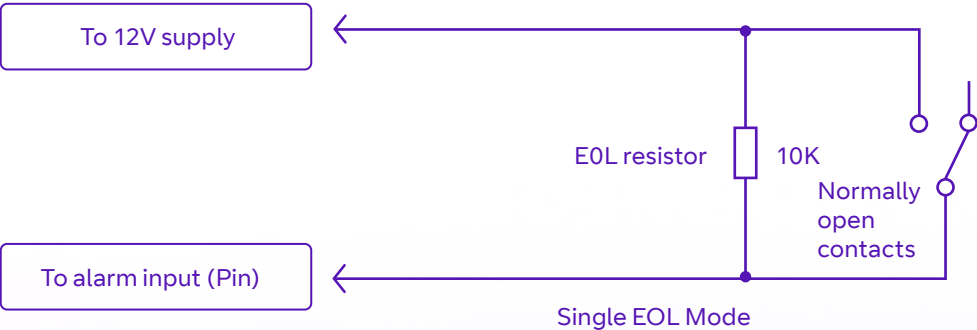 To 12V supply
E0L resistor
10K
Normally
open
contacts
To alarm input (Pin)
Single EOL Mode